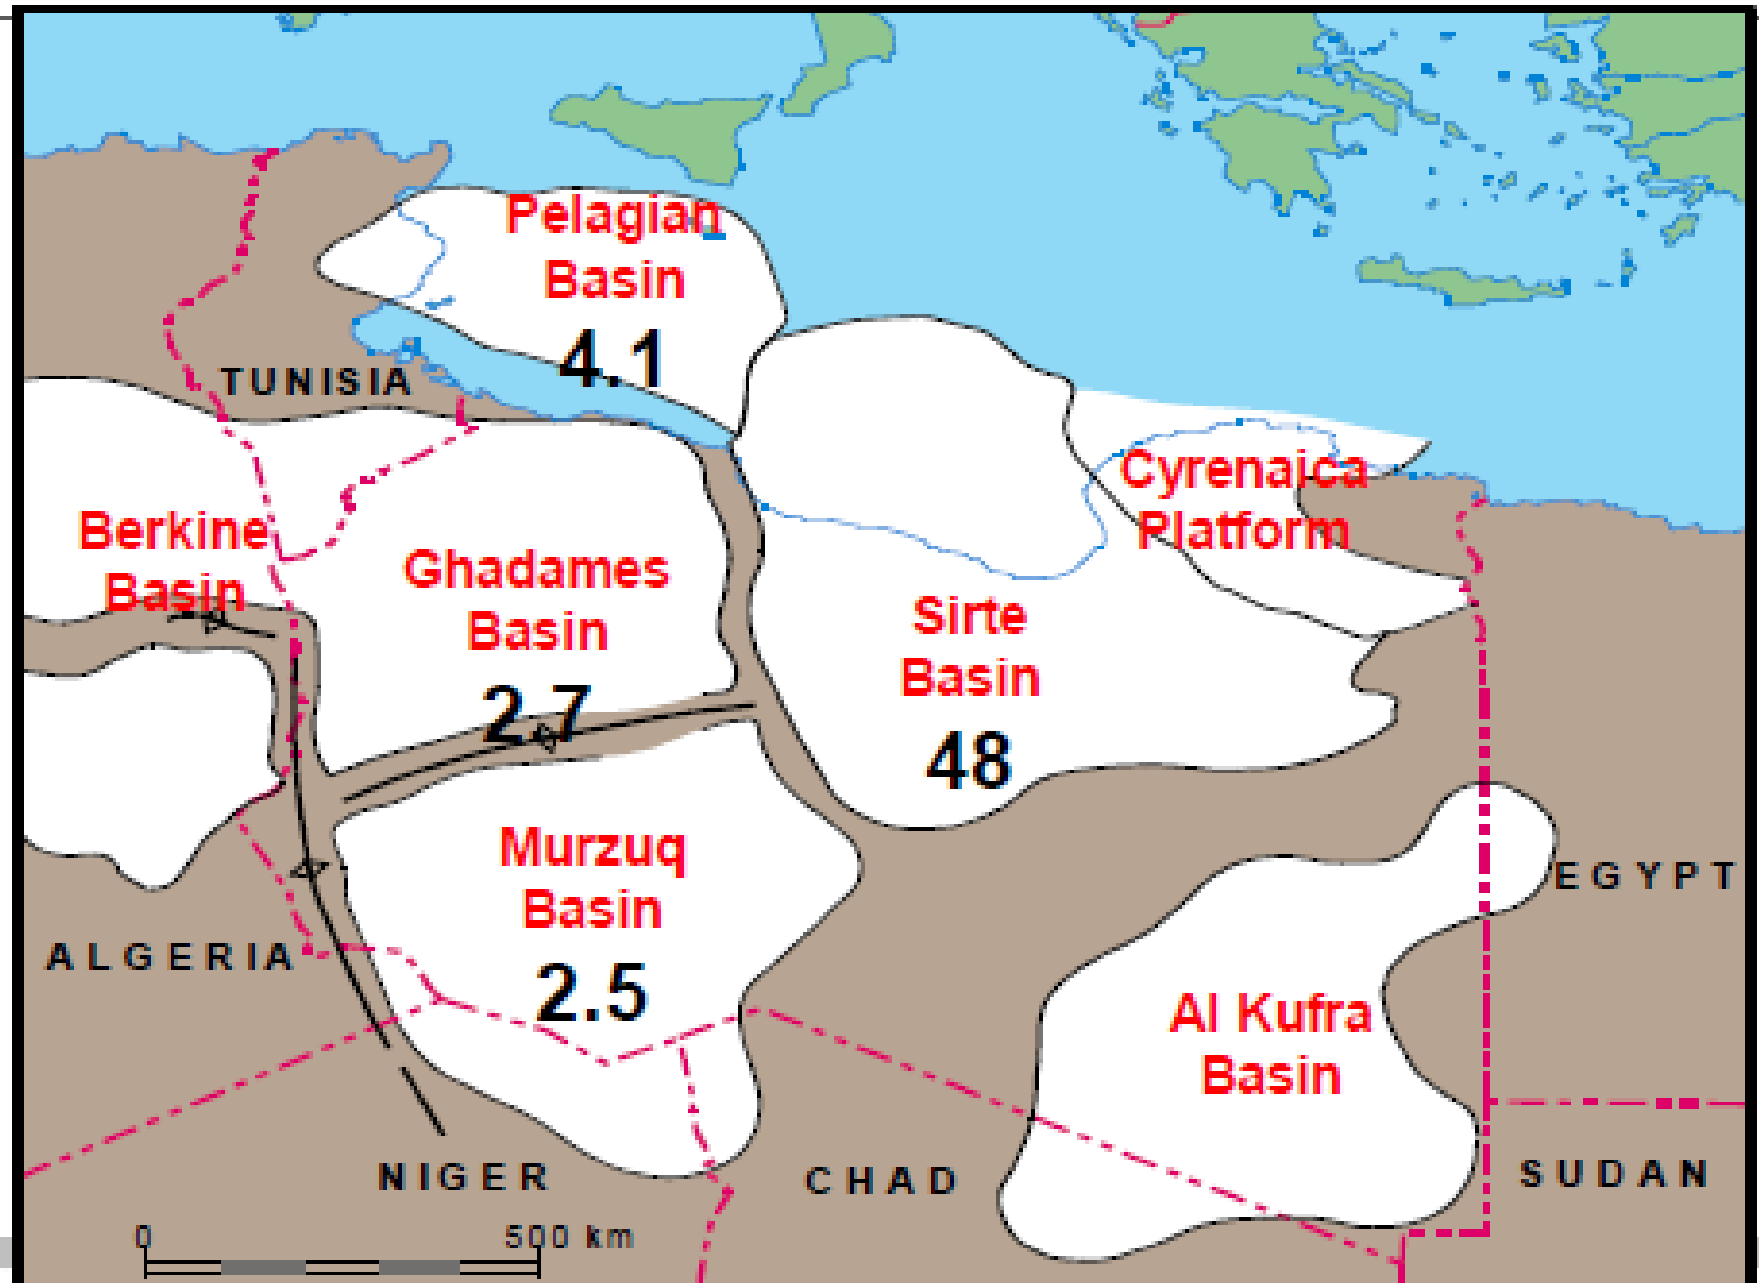 Pelagian
Basin
4.1
TUNISIA
Cyrenaica
Platform
Berkine
Basin
Ghadames
Basin
2.7
Sirte
Basin
48
Murzuq
Basin
2.5
EGYPT
ALGERIA
Al Kufra
Basin
NIGER
CHAD
SUDAN
0 500 km